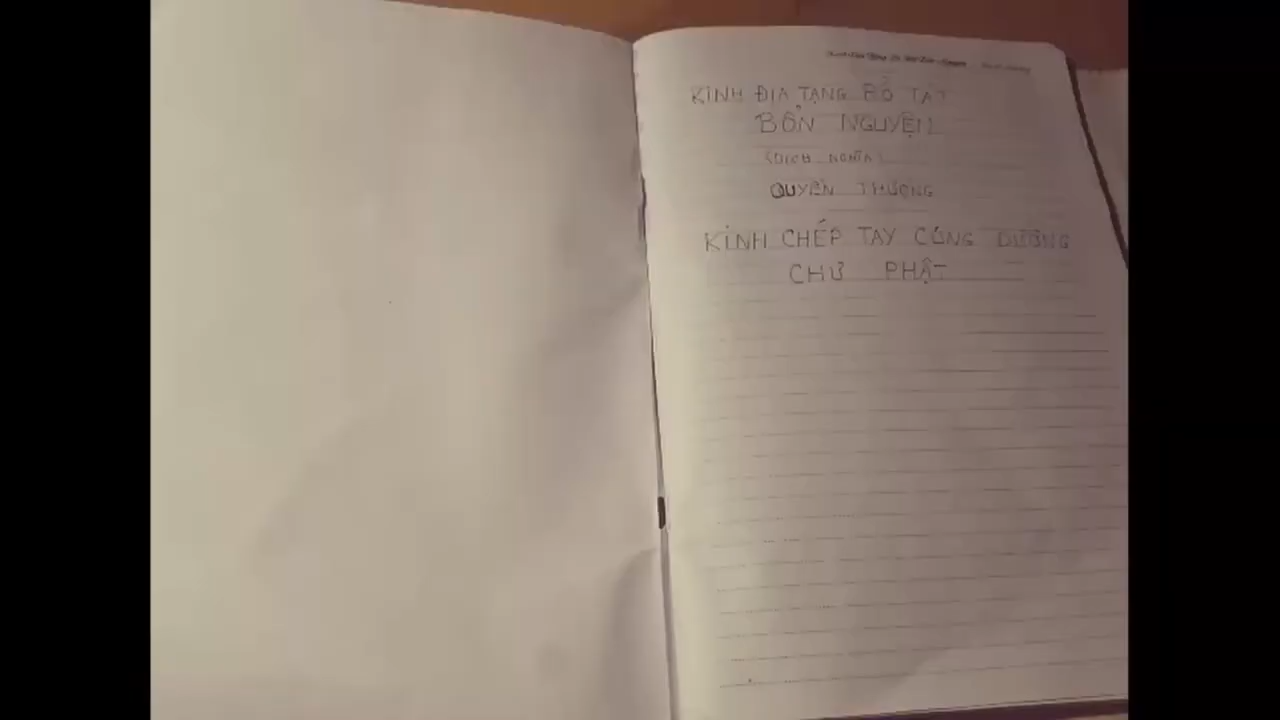 KINH ĐỊA TẠNG BỒ TÁT
BỔN NGUYỆN
(DỊCH NGHĨA)
QUYỂN THƯỢNG
KINH CHÉP TAY CÚNG DƯỜNG
CHƯ PHẬT